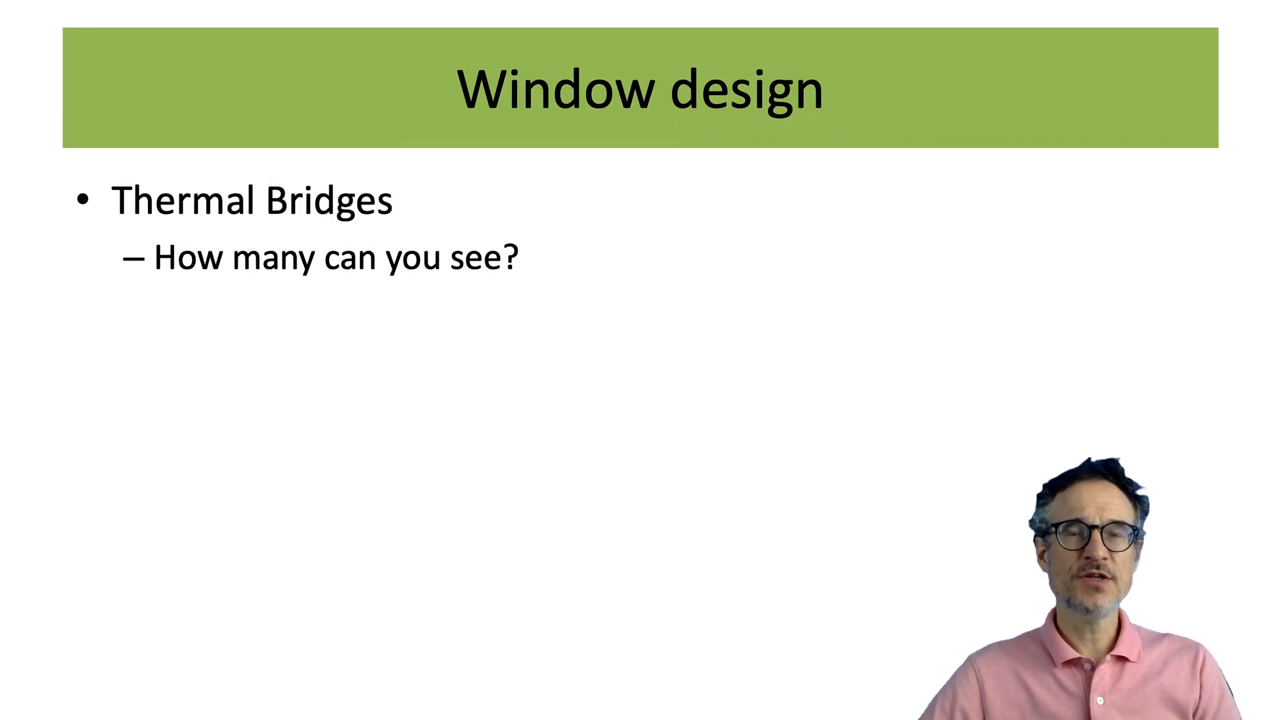 Window design
• Thermal Bridges
– How many can you see?